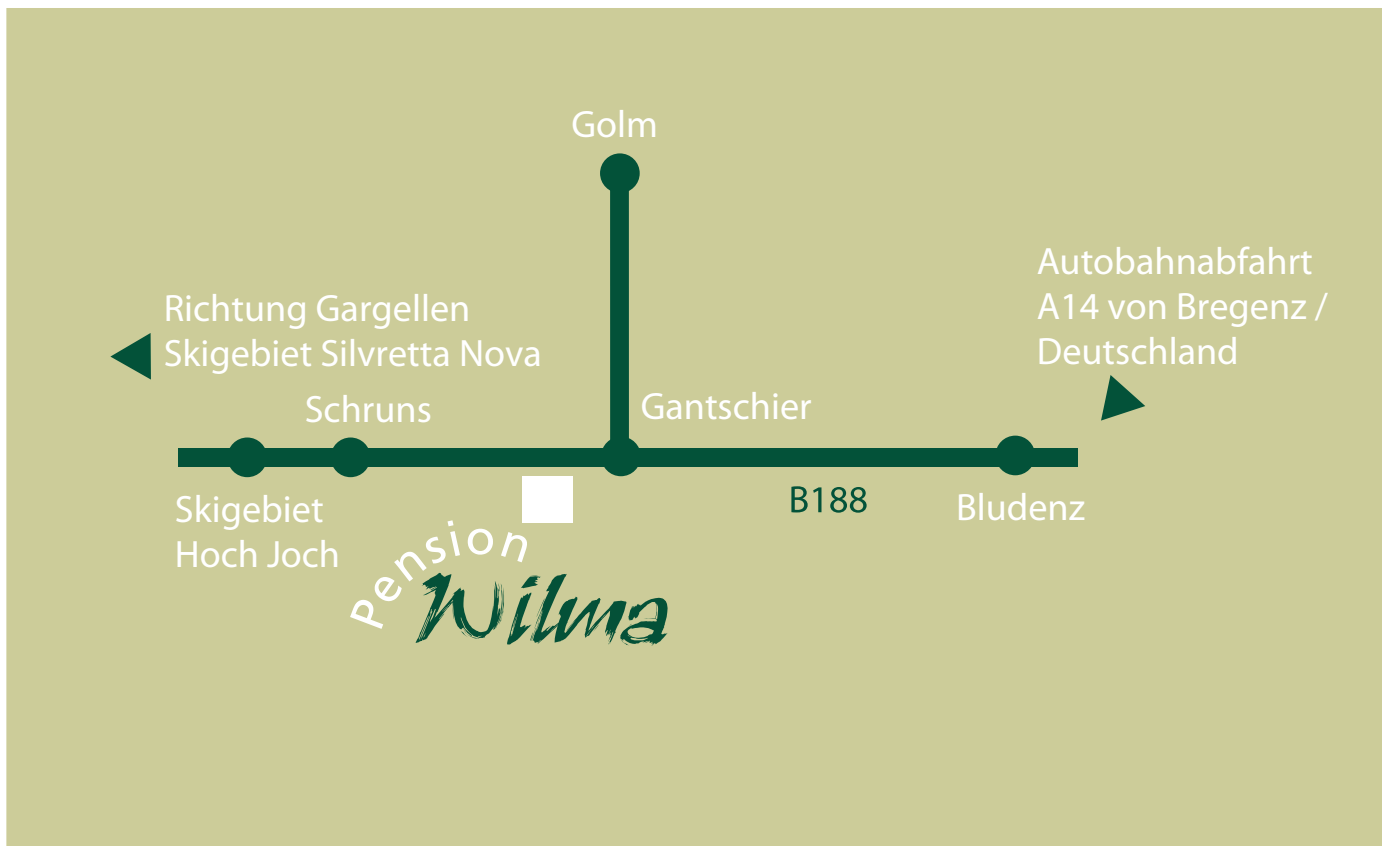 Golm
Autobahnabfahrt
A14 von Bregenz /
Deutschland
Richtung Gargellen
Skigebiet Silvretta Nova
Schruns
Gantschier
B188
Bludenz
Skigebiet
Hoch Joch
Pension
Wilma